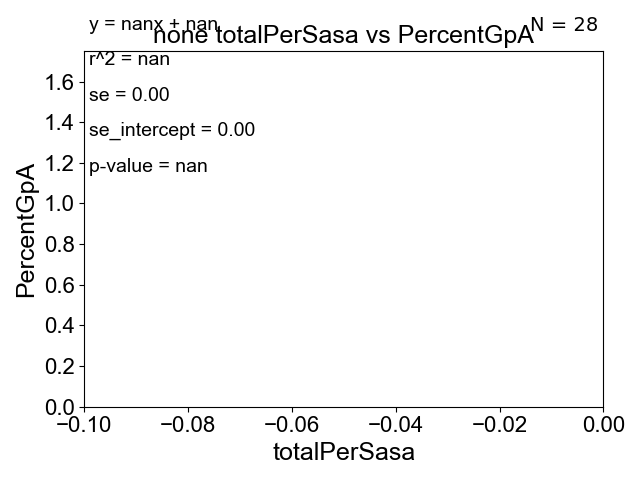 y = nanx + nan
N = 28
none totalPerSasa vs PercentGpA
r^2 = nan
se = 0.00
se_intercept = 0.00
p-value = nan
PercentGpA
1.6
1.4
1.2
1.0
0.8
0.6
0.4
0.2
0.0
−0.10 −0.08 −0.06 −0.04 −0.02 0.00
totalPerSasa